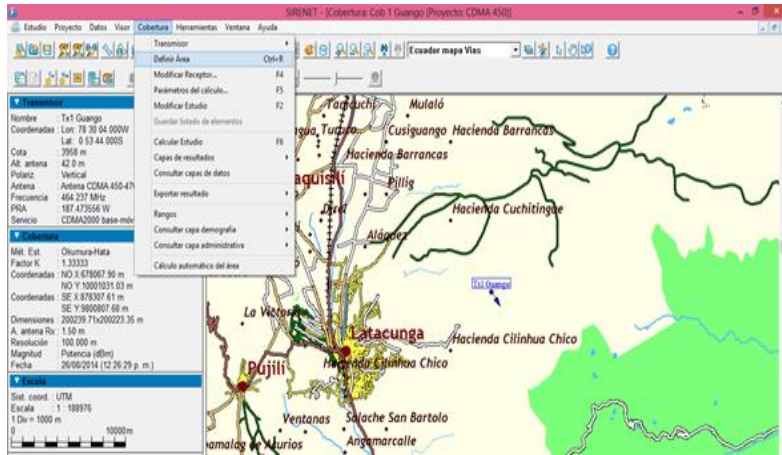 SIRENET - [Cobertura: Cob 1 Guango (Proyecto: CDMA 450)]
Estudio Proyecto Datos Visor Cobertura Herramientas Ventana Ayuda
Ecuador mapa Vias
Transmisor
Definir Área Ctrl+R
Modificar Receptor... F4
Parámetros del cálculo... F5
Modificar Estudio F2
Guardar listado de elementos
Calcular Estudio F6
Capas de resultados
Consultar capas de datos
Exportar resultado
Rangos
Consultar capa demografía
Consultar capa administrativa
Cálculo automático del área
Transmisor
Nombre : Tx1 Guango
Coordenadas : Lon: 78 30 04.000W
Lat: 0 53 44.000S
Cota : 3958 m
Alt. antena : 42.0 m
Polariz. : Vertical
Antena : Antena CDMA 450-47
Frecuencia : 464.237 MHz
PRA : 187.473556 W
Servicio : CDMA2000 base-móv
Cobertura
Mét. Est. : Okumura-Hata
Factor K : 1.33333
Coordenadas : NO X:678067.90 m
NO Y:10001031.03 m
Coordenadas : SE X:878307.61 m
SE Y:9800807.68 m
Dimensiones : 200239.71x200223.35 m
A. antena Rx : 1.50 m
Resolución : 100.000 m
Magnitud : Potencia (dBm)
Fecha : 26/08/2014 (12:26:29 p. m.)
Escala
Sist. coord. : UTM
Escala : 1 : 188976
1 Div = 1000 m
0 10000m
Tanicuchi
Mulaló
Cusiguango
Hacienda Barrancas
Hacienda Barrancas
aquisilí
Pillig
Hacienda Cuchitingue
Aláquez
Tx1 Guango
La Victoria
Latacunga
Hacienda Cilinhua Chico
Hacienda Cilinhua Chico
Pujilí
Ventanas
Salache San Bartolo
Angamarcalle